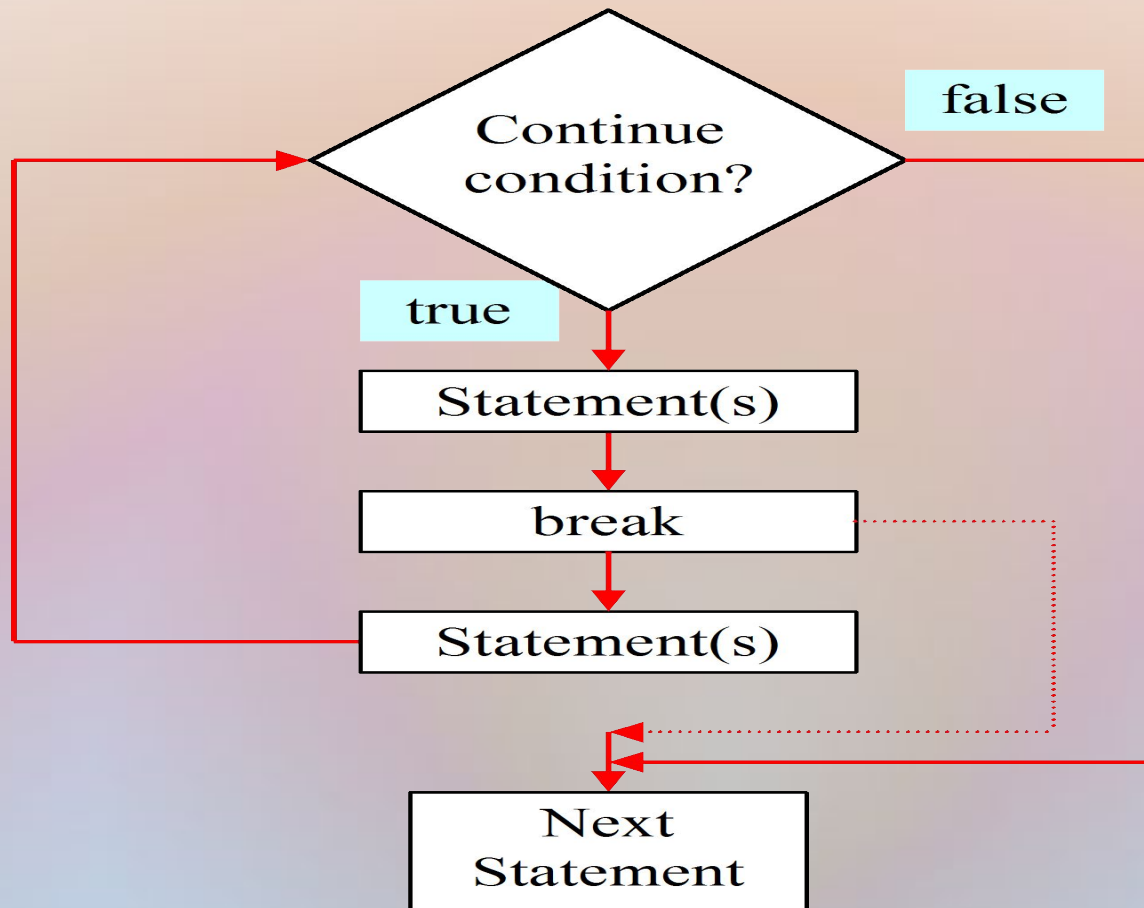 Continue
condition?
false
true
Statement(s)
break
Statement(s)
Next
Statement